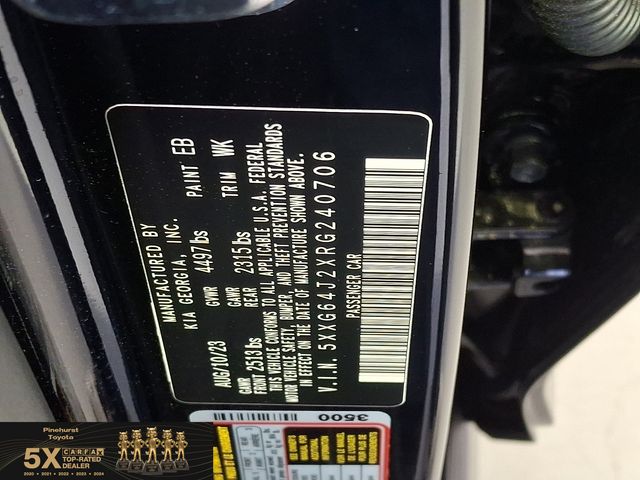 MANUFACTURED BY
KIA GEORGIA, INC.
AUG/10/23 GVWR 4497lbs PAINT EB
GAWR FRONT 2513lbs GAWR REAR 2315lbs TRIM WK
THIS VEHICLE CONFORMS TO ALL APPLICABLE U.S.A. FEDERAL
MOTOR VEHICLE SAFETY, BUMPER, AND THEFT PREVENTION STANDARDS
IN EFFECT ON THE DATE OF MANUFACTURE SHOWN ABOVE.
V.I.N. 5XXG64J2XRG240706
PASSENGER CAR
3500
Pinehurst
Toyota
5X CARFAX
TOP-RATED
DEALER
2020 • 2021 • 2022 • 2023 • 2024